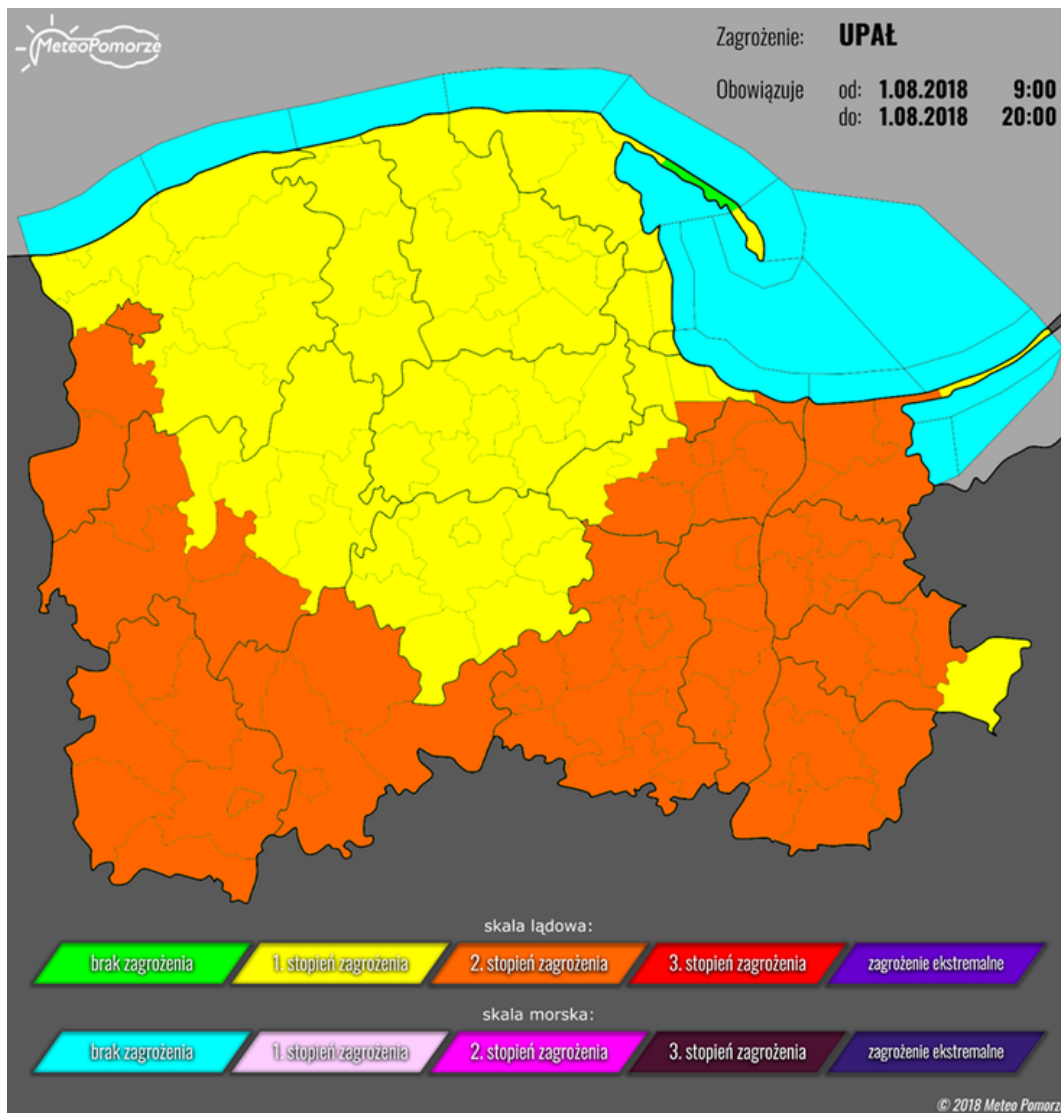 MeteoPomorze
Zagrożenie: UPAŁ
Obowiązuje od: 1.08.2018 9:00
do: 1.08.2018 20:00
skala lądowa:
brak zagrożenia 1. stopień zagrożenia 2. stopień zagrożenia 3. stopień zagrożenia zagrożenie ekstremalne
skala morska:
brak zagrożenia 1. stopień zagrożenia 2. stopień zagrożenia 3. stopień zagrożenia zagrożenie ekstremalne
© 2018 Meteo Pomorze